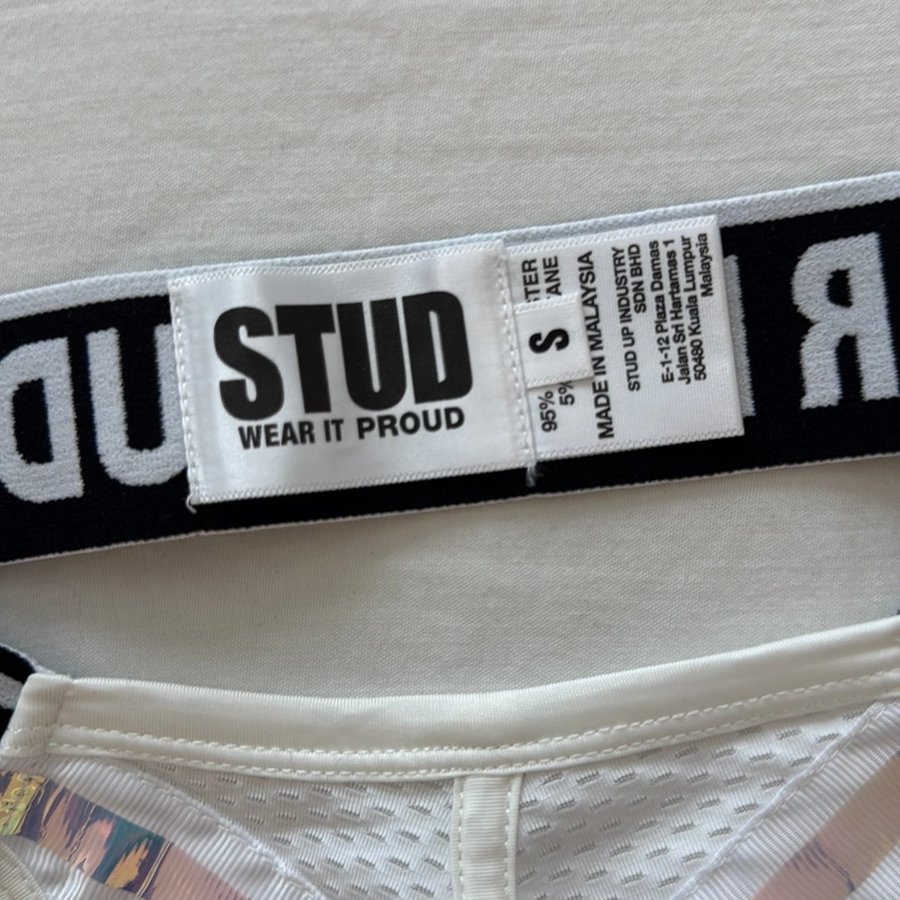 STUD
WEAR IT PROUD
S
95%
5%
MADE IN MALAYSIA
STUD UP INDUSTRY
SDN BHD
E-1-12 Plaza Damas
Jalan Sri Hartamas 1
50480 Kuala Lumpur
Malaysia